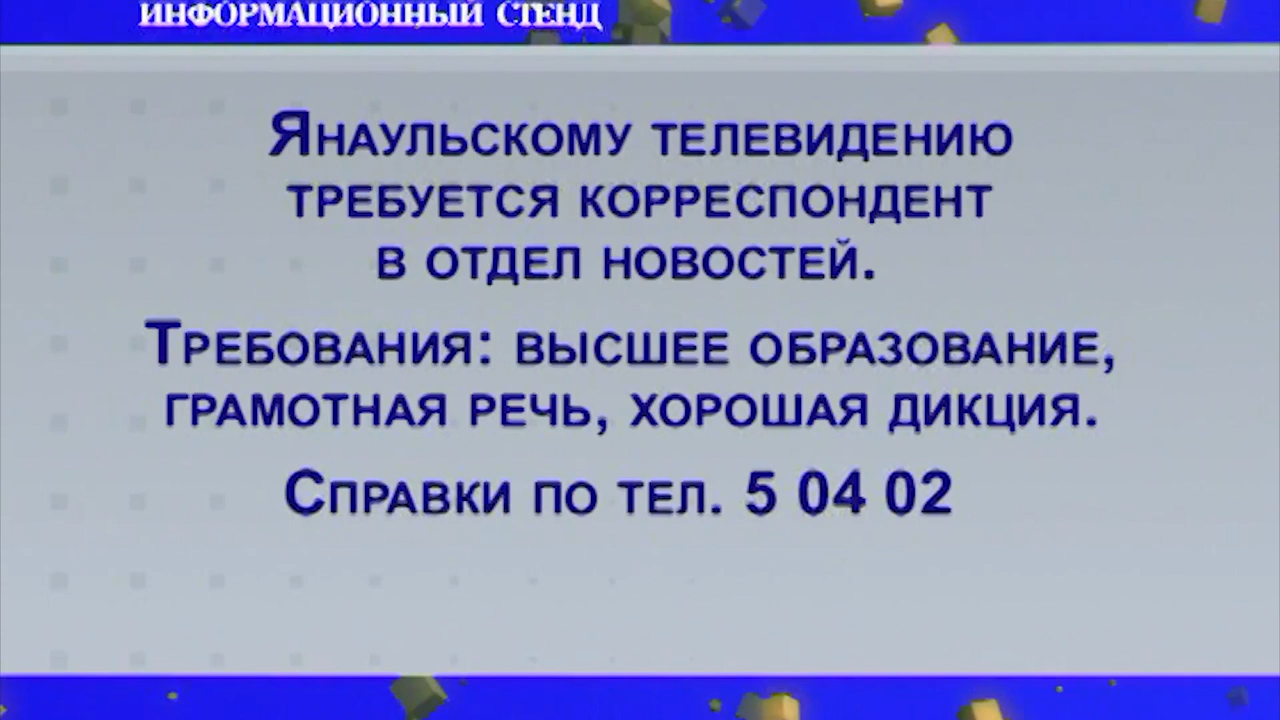 ИНФОРМАЦИОННЫЙ СТЕНД
Янаульскому телевидению
требуется корреспондент
в отдел новостей.
Требования: высшее образование,
грамотная речь, хорошая дикция.
Справки по тел. 5 04 02